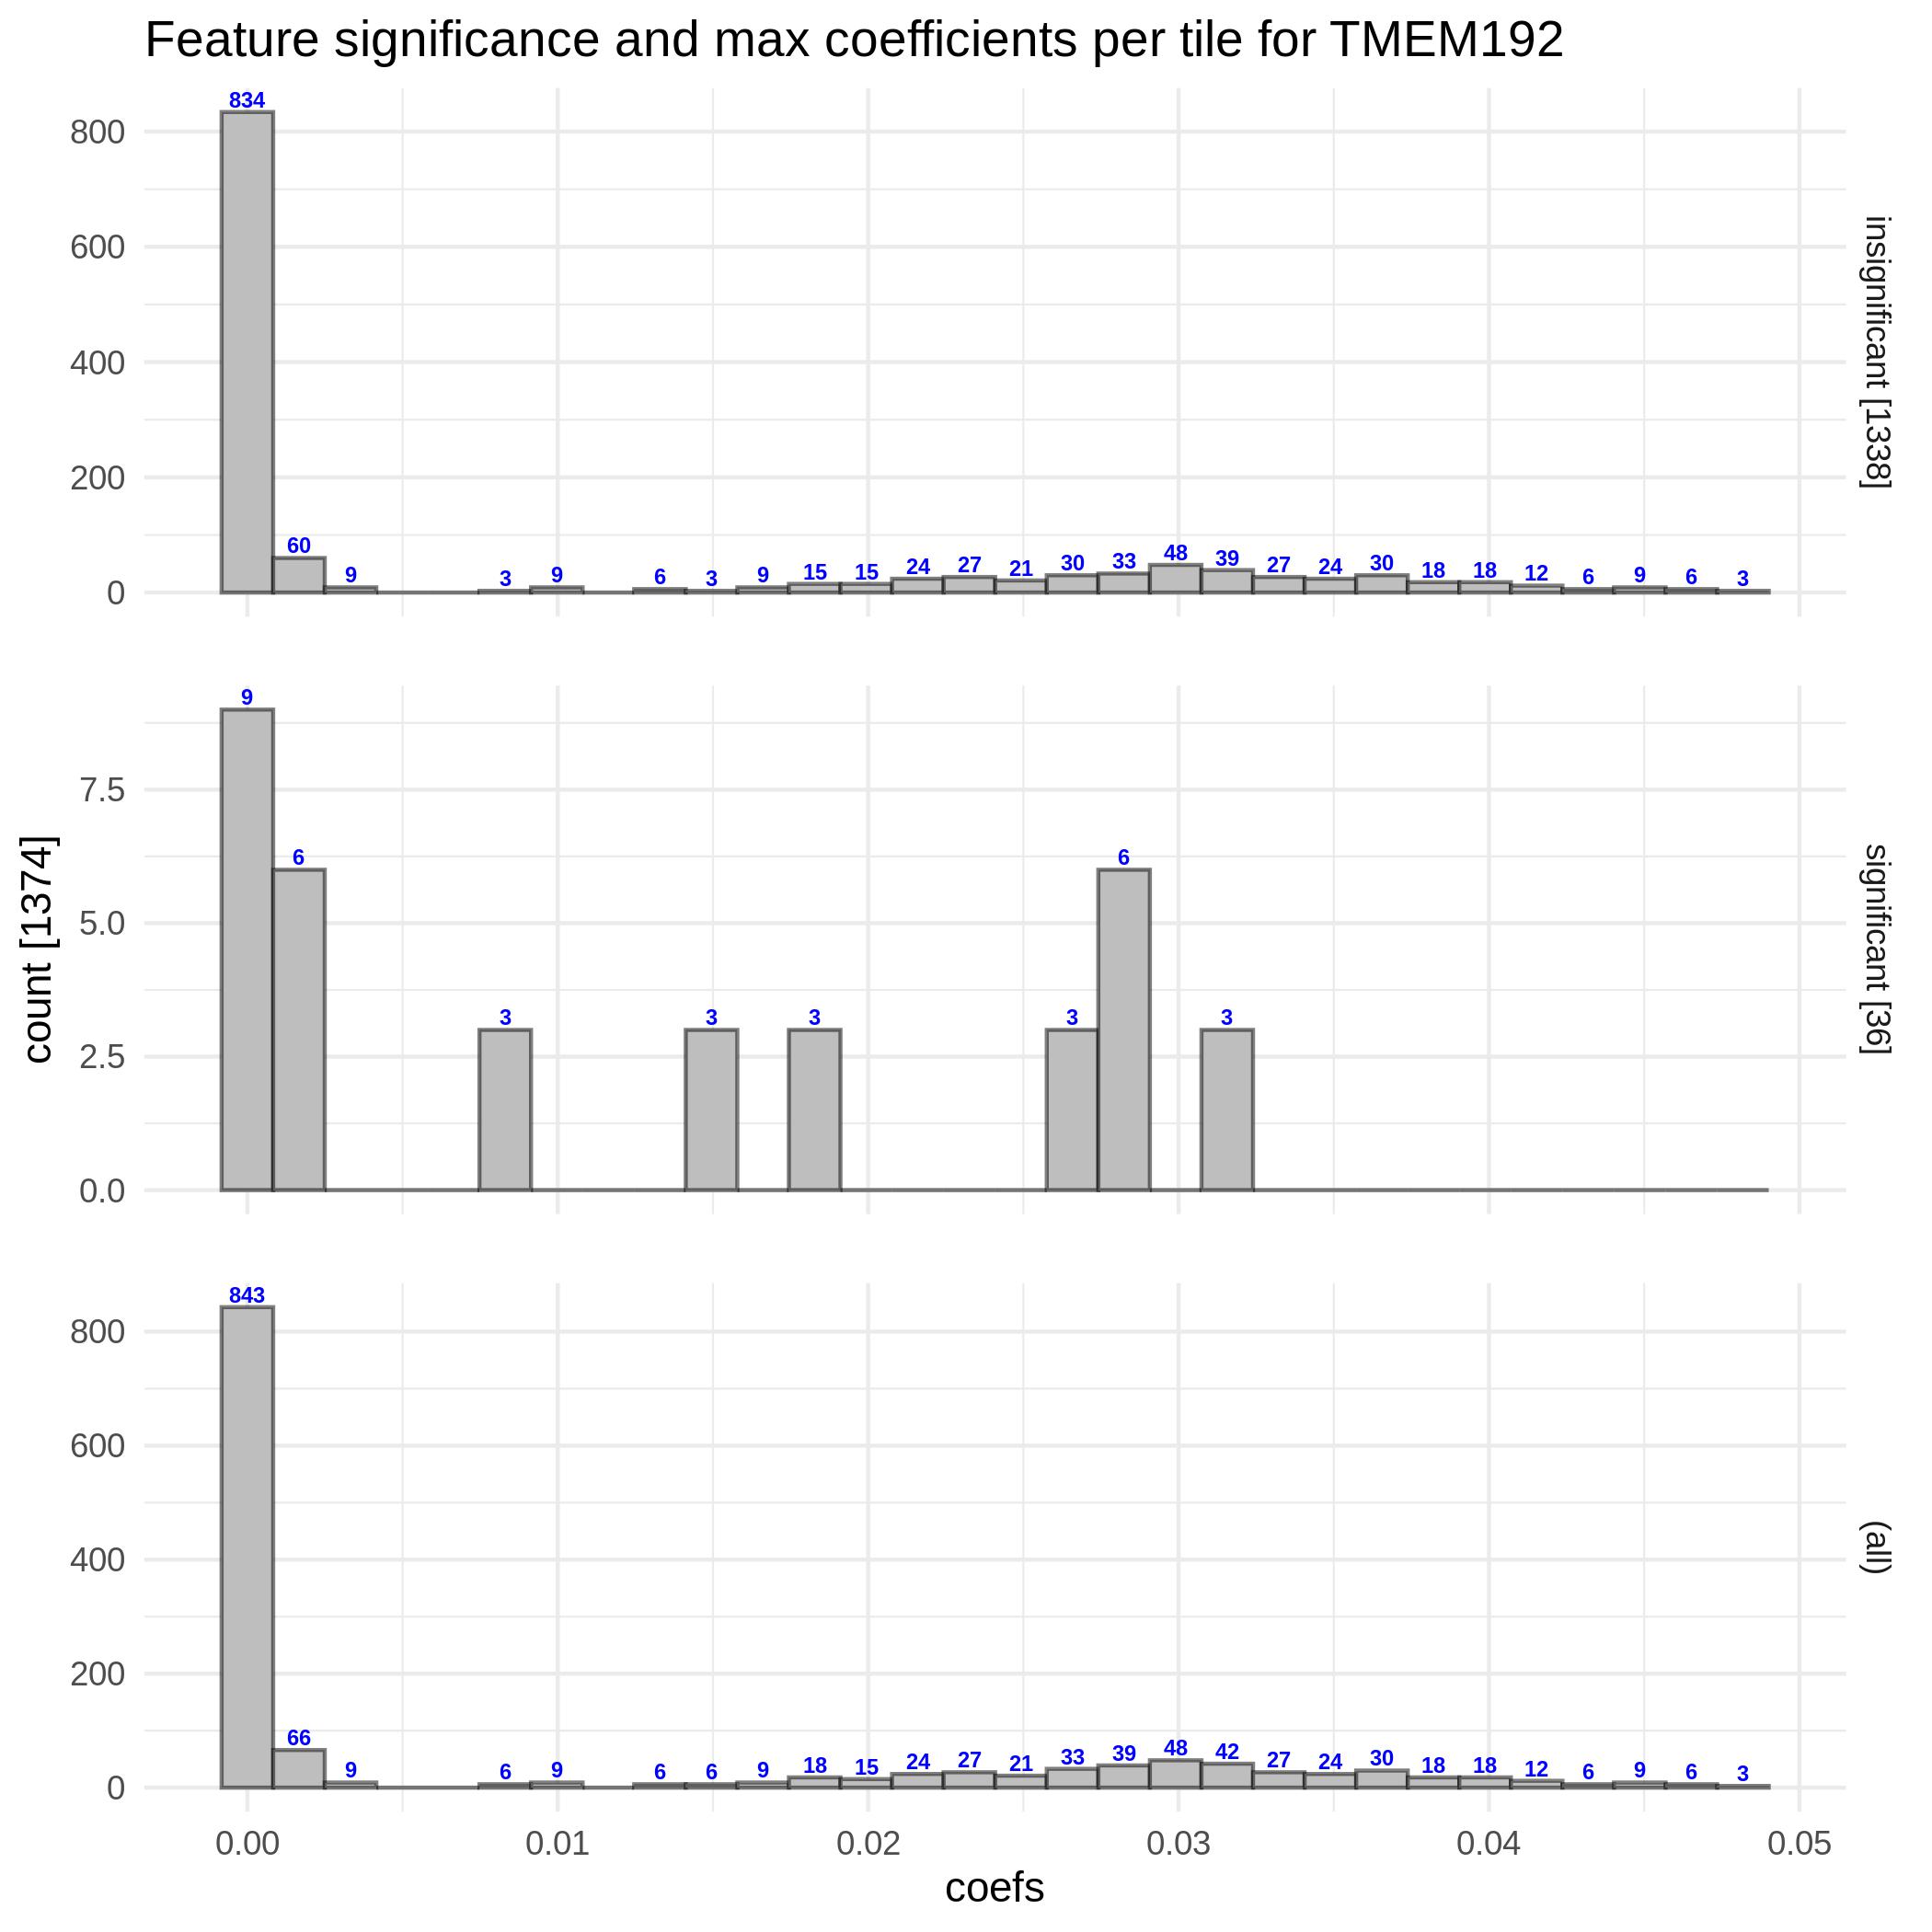 Feature significance and max coefficients per tile for TMEM192
834
800
600
400
200
0
60 9 3 9 6 3 9 15 15 24 27 21 30 33 48 39 27 24 30 18 18 12 6 9 6 3
insignificant [1338]
9
7.5
5.0
2.5
0.0
6 3 3 3 3 6 3
significant [36]
count [1374]
843
800
600
400
200
0
66 9 6 9 6 6 9 18 15 24 27 21 33 39 48 42 27 24 30 18 18 12 6 9 6 3
(all)
0.00 0.01 0.02 0.03 0.04 0.05
coefs